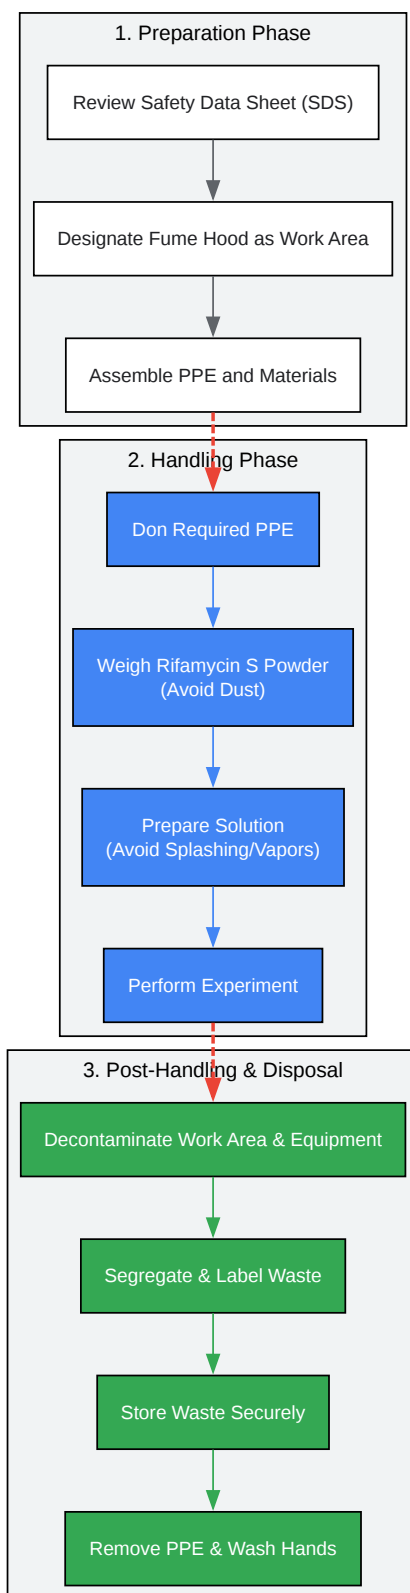 1. Preparation Phase
Review Safety Data Sheet (SDS)
Designate Fume Hood as Work Area
Assemble PPE and Materials
2. Handling Phase
Don Required PPE
Weigh Rifamycin S Powder
(Avoid Dust)
Prepare Solution
(Avoid Splashing/Vapors)
Perform Experiment
3. Post-Handling & Disposal
Decontaminate Work Area & Equipment
Segregate & Label Waste
Store Waste Securely
Remove PPE & Wash Hands